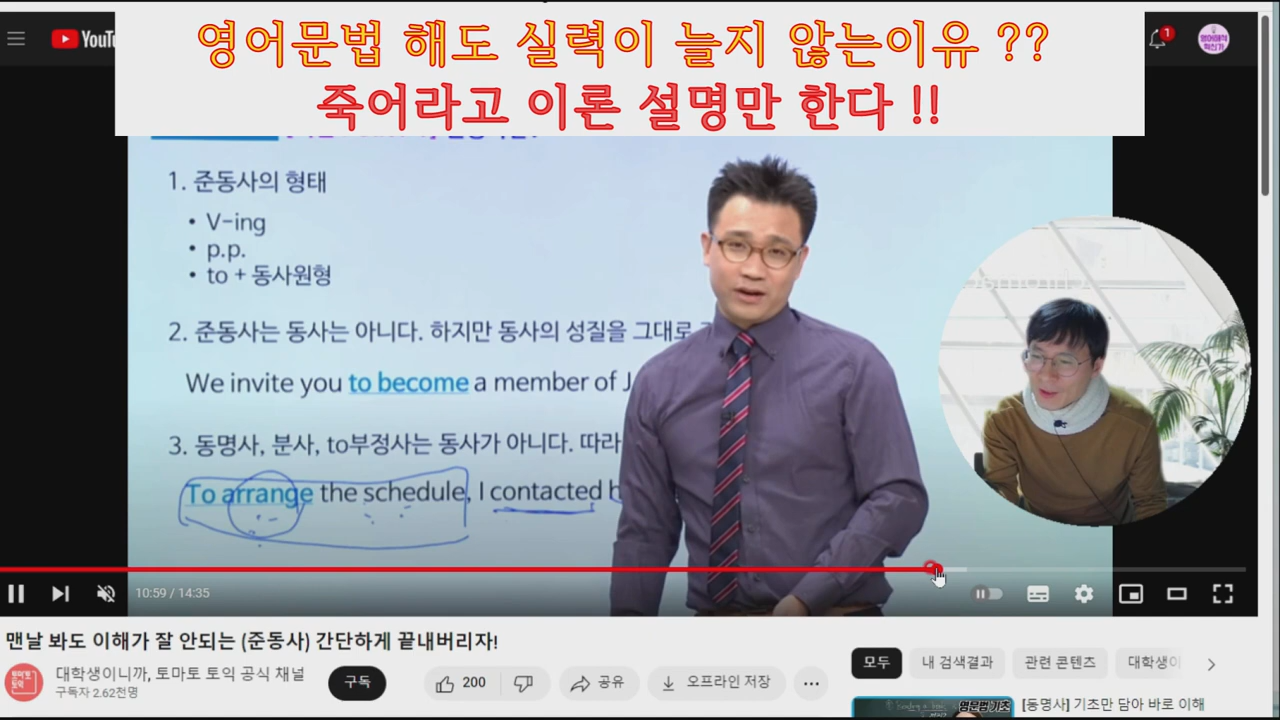 영어문법 해도 실력이 늘지 않는이유 ??
죽어라고 이론 설명만 한다 !!
1
1. 준동사의 형태
• V-ing
• p.p.
• to + 동사원형
2. 준동사는 동사는 아니다. 하지만 동사의 성질을 그대로
We invite you to become a member of J
3. 동명사, 분사, to부정사는 동사가 아니다. 따라
To arrange the schedule, I contacted h
10:59 / 14:35
맨날 봐도 이해가 잘 안되는 (준동사) 간단하게 끝내버리자!
대학생이니까, 토마토 토익 공식 채널
구독자 2.62천명
구독
200
공유
오프라인 저장
모두
내 검색결과
관련 콘텐츠
대학생이
영문법 기초
[동명사] 기초만 담아 바로 이해